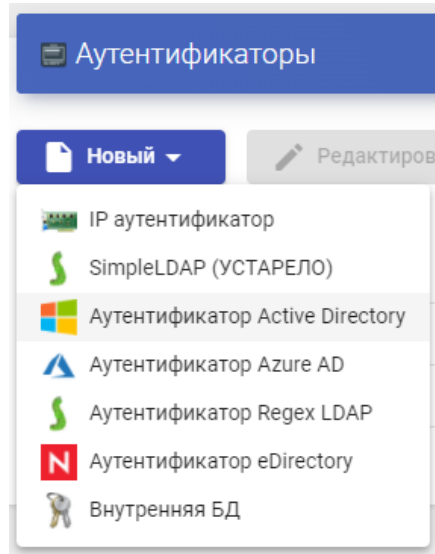 Аутентификаторы
Новый
Редактиров
IP аутентификатор
SimpleLDAP (УСТАРЕЛО)
Аутентификатор Active Directory
Аутентификатор Azure AD
Аутентификатор Regex LDAP
Аутентификатор eDirectory
Внутренняя БД